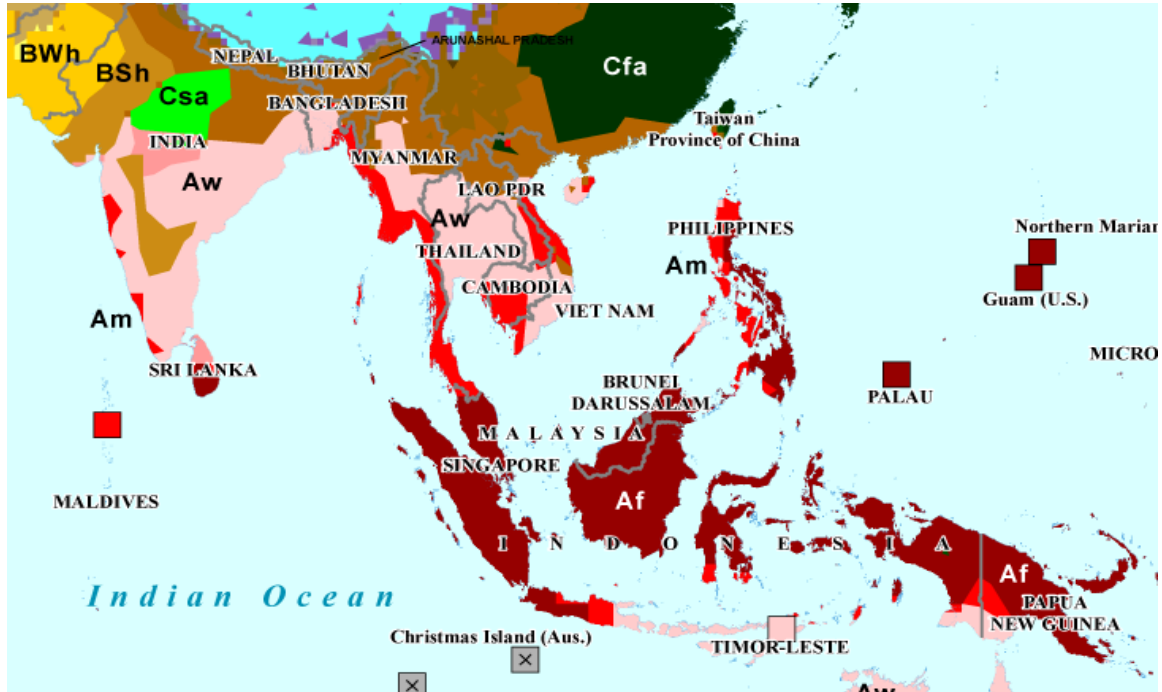 ARUNASHAL PRADESH
BWh
NEPAL
BSh
BHUTAN
Cfa
Csa
BANGLADESH
Taiwan
Province of China
INDIA
MYANMAR
Aw
LAO PDR
Aw
PHILIPPINES
Northern Marian
THAILAND
Am
CAMBODIA
Guam (U.S.)
VIET NAM
Am
MICRO
SRI LANKA
BRUNEI
DARUSSALAM
PALAU
MALAYSIA
SINGAPORE
MALDIVES
Af
INDONESIA
Af
Indian Ocean
PAPUA
NEW GUINEA
Christmas Island (Aus.)
TIMOR-LESTE
Aw